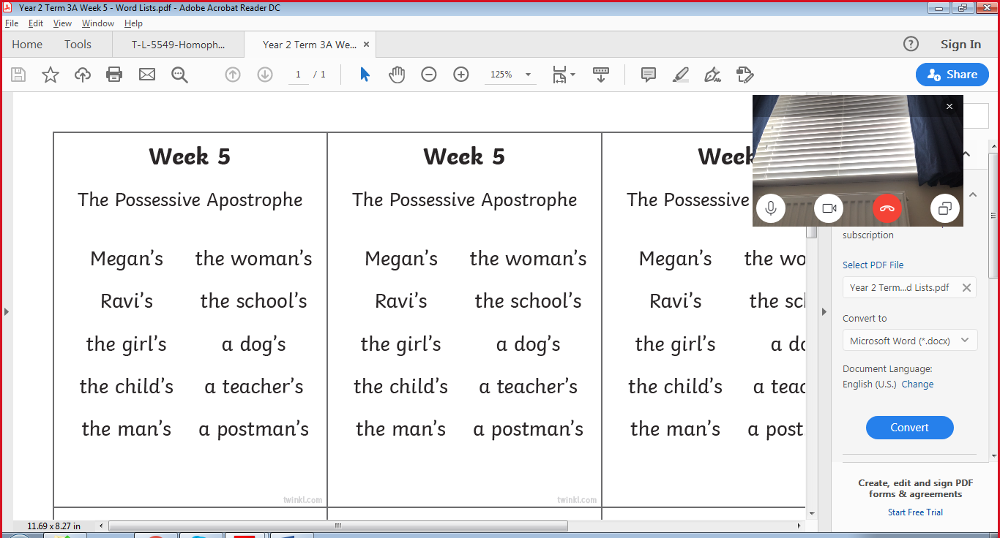 Year 2 Term 3A Week 5 - Word Lists.pdf - Adobe Acrobat Reader DC
File Edit View Window Help
Home Tools T-L-5549-Homoph... Year 2 Term 3A We... Sign In
1 / 1 125% Share
Week 5
The Possessive Apostrophe
Megan's the woman's
Ravi's the school's
the girl's a dog's
the child's a teacher's
the man's a postman's
twinkl.com
Week 5
The Possessive Apostrophe
Megan's the woman's
Ravi's the school's
the girl's a dog's
the child's a teacher's
the man's a postman's
twinkl.com
Week
The Possessive
Megan's the wo
Ravi's the sch
the girl's a do
the child's a teac
the man's a post
subscription
Select PDF File
Year 2 Term...d Lists.pdf
Convert to
Microsoft Word (*.docx)
Document Language:
English (U.S.) Change
Convert
Create, edit and sign PDF
forms & agreements
Start Free Trial
11.69 x 8.27 in